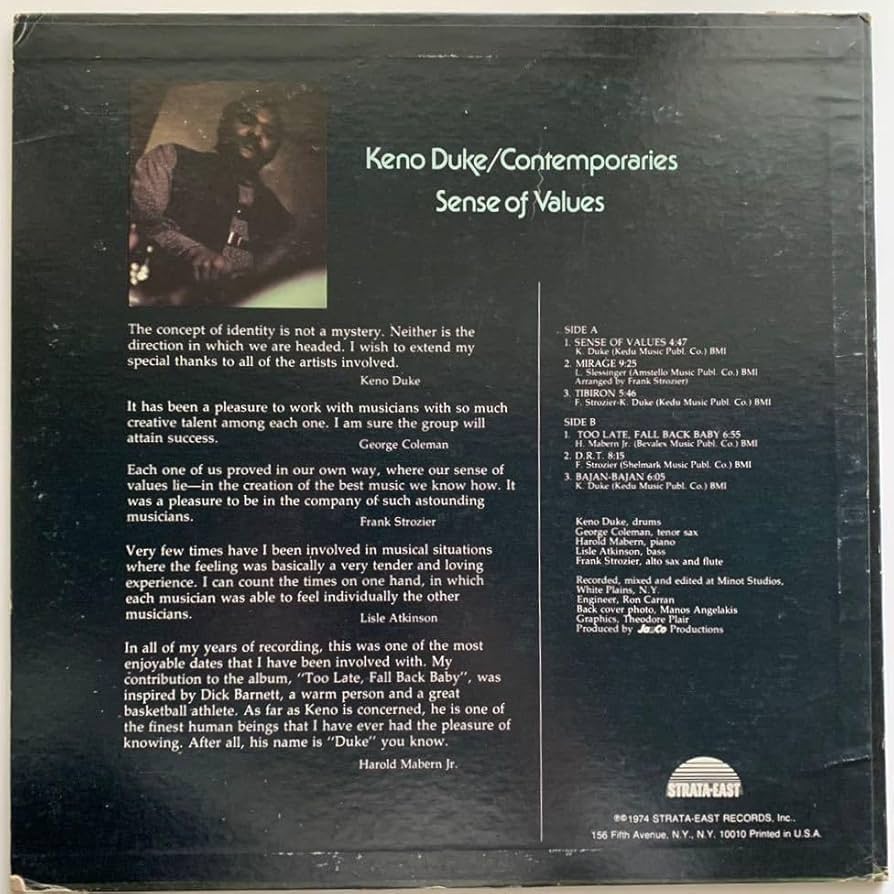 Keno Duke/Contemporaries
Sense of Values
The concept of identity is not a mystery. Neither is the
direction in which we are headed. I wish to extend my
special thanks to all of the artists involved.
Keno Duke
It has been a pleasure to work with musicians with so much
creative talent among each one. I am sure the group will
attain success.
George Coleman
Each one of us proved in our own way, where our sense of
values lie—in the creation of the best music we know how. It
was a pleasure to be in the company of such astounding
musicians.
Frank Strozier
Very few times have I been involved in musical situations
where the feeling was basically a very tender and loving
experience. I can count the times on one hand, in which
each musician was able to feel individually the other
musicians.
Lisle Atkinson
In all of my years of recording, this was one of the most
enjoyable dates that I have been involved with. My
contribution to the album, "Too Late, Fall Back Baby", was
inspired by Dick Barnett, a warm person and a great
basketball athlete. As far as Keno is concerned, he is one of
the finest human beings that I have ever had the pleasure of
knowing. After all, his name is "Duke" you know.
Harold Mabern Jr.
SIDE A
1. SENSE OF VALUES 4:47
K. Duke (Kedu Music Publ. Co.) BMI
2. MIRAGE 9:25
L. Slessinger (Amstello Music Publ. Co.) BMI
Arranged by Frank Strozier)
3. TIBIRON 5:46
F. Strozier-K. Duke (Kedu Music Publ. Co.) BMI
SIDE B
1. TOO LATE, FALL BACK BABY 6:55
H. Mabern Jr. (Bevalex Music Publ. Co.) BMI
2. D.R.T. 8:15
F. Strozier (Shelmark Music Publ. Co.) BMI
3. BAJAN-BAJAN 6:05
K. Duke (Kedu Music Publ. Co.) BMI
Keno Duke, drums
George Coleman, tenor sax
Harold Mabern, piano
Lisle Atkinson, bass
Frank Strozier, alto sax and flute
Recorded, mixed and edited at Minot Studios,
White Plains, N.Y.
Engineer, Ron Carran
Back cover photo, Manos Angelakis
Graphics, Theodore Plair
Produced by JazCo Productions
STRATA-EAST
℗©1974 STRATA-EAST RECORDS, Inc..
156 Fifth Avenue, N.Y., N.Y. 10010 Printed in U.S.A.